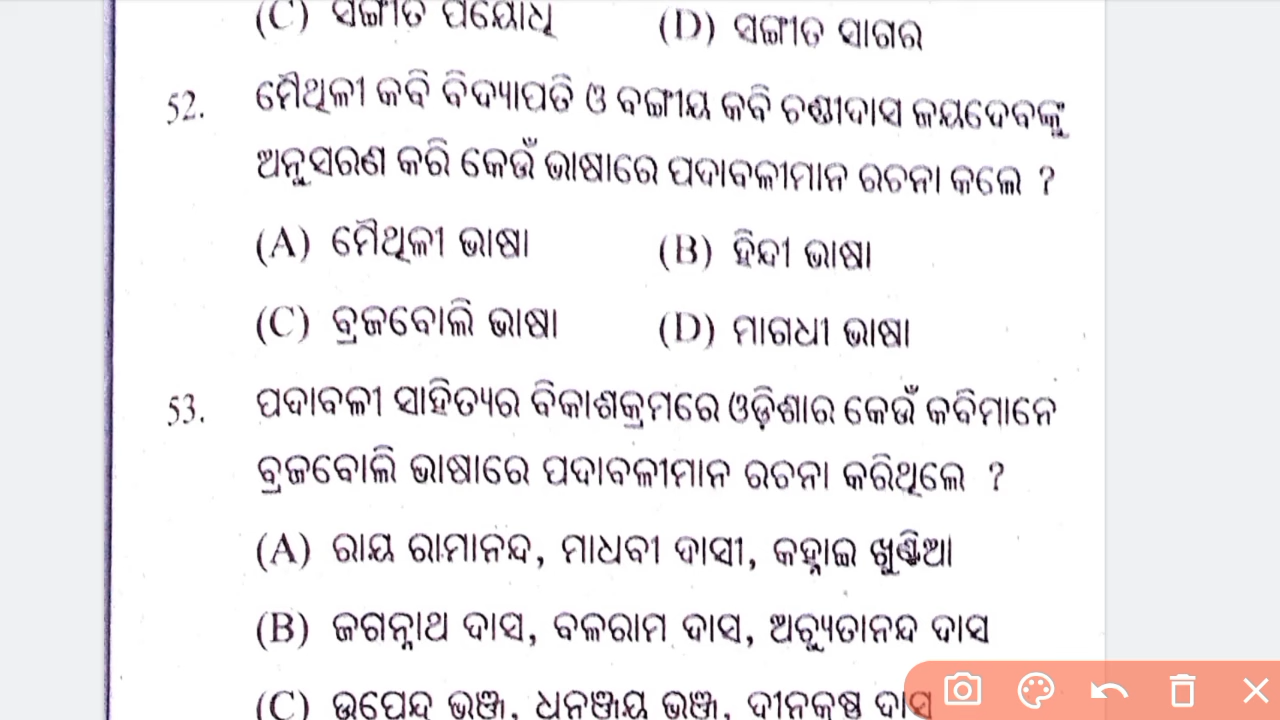 (C) ସଙ୍ଗୀତ ପୟୋଧି (D) ସଙ୍ଗୀତ ସାଗର
52. ମୈଥିଳୀ କବି ବିଦ୍ୟାପତି ଓ ବଙ୍ଗୀୟ କବି ଚଣ୍ଡୀଦାସ ଜୟଦେବଙ୍କୁ
ଅନୁସରଣ କରି କେଉଁ ଭାଷାରେ ପଦାବଳୀମାନ ରଚନା କଲେ ?
(A) ମୈଥିଳୀ ଭାଷା (B) ହିନ୍ଦୀ ଭାଷା
(C) ବ୍ରଜବୋଲି ଭାଷା (D) ମାଗଧୀ ଭାଷା
53. ପଦାବଳୀ ସାହିତ୍ୟର ବିକାଶକ୍ରମରେ ଓଡ଼ିଶାର କେଉଁ କବିମାନେ
ବ୍ରଜବୋଲି ଭାଷାରେ ପଦାବଳୀମାନ ରଚନା କରିଥିଲେ ?
(A) ରାୟ ରାମାନନ୍ଦ, ମାଧବୀ ଦାସୀ, କହ୍ନାଇ ଖୁଣ୍ଟିଆ
(B) ଜଗନ୍ନାଥ ଦାସ, ବଳରାମ ଦାସ, ଅଚ୍ୟୁତାନନ୍ଦ ଦାସ
(C) ଉପେନ୍ଦ୍ର ଭଞ୍ଜ, ଧନଞ୍ଜୟ ଭଞ୍ଜ, ଦୀନକୃଷ୍ଣ ଦାସ